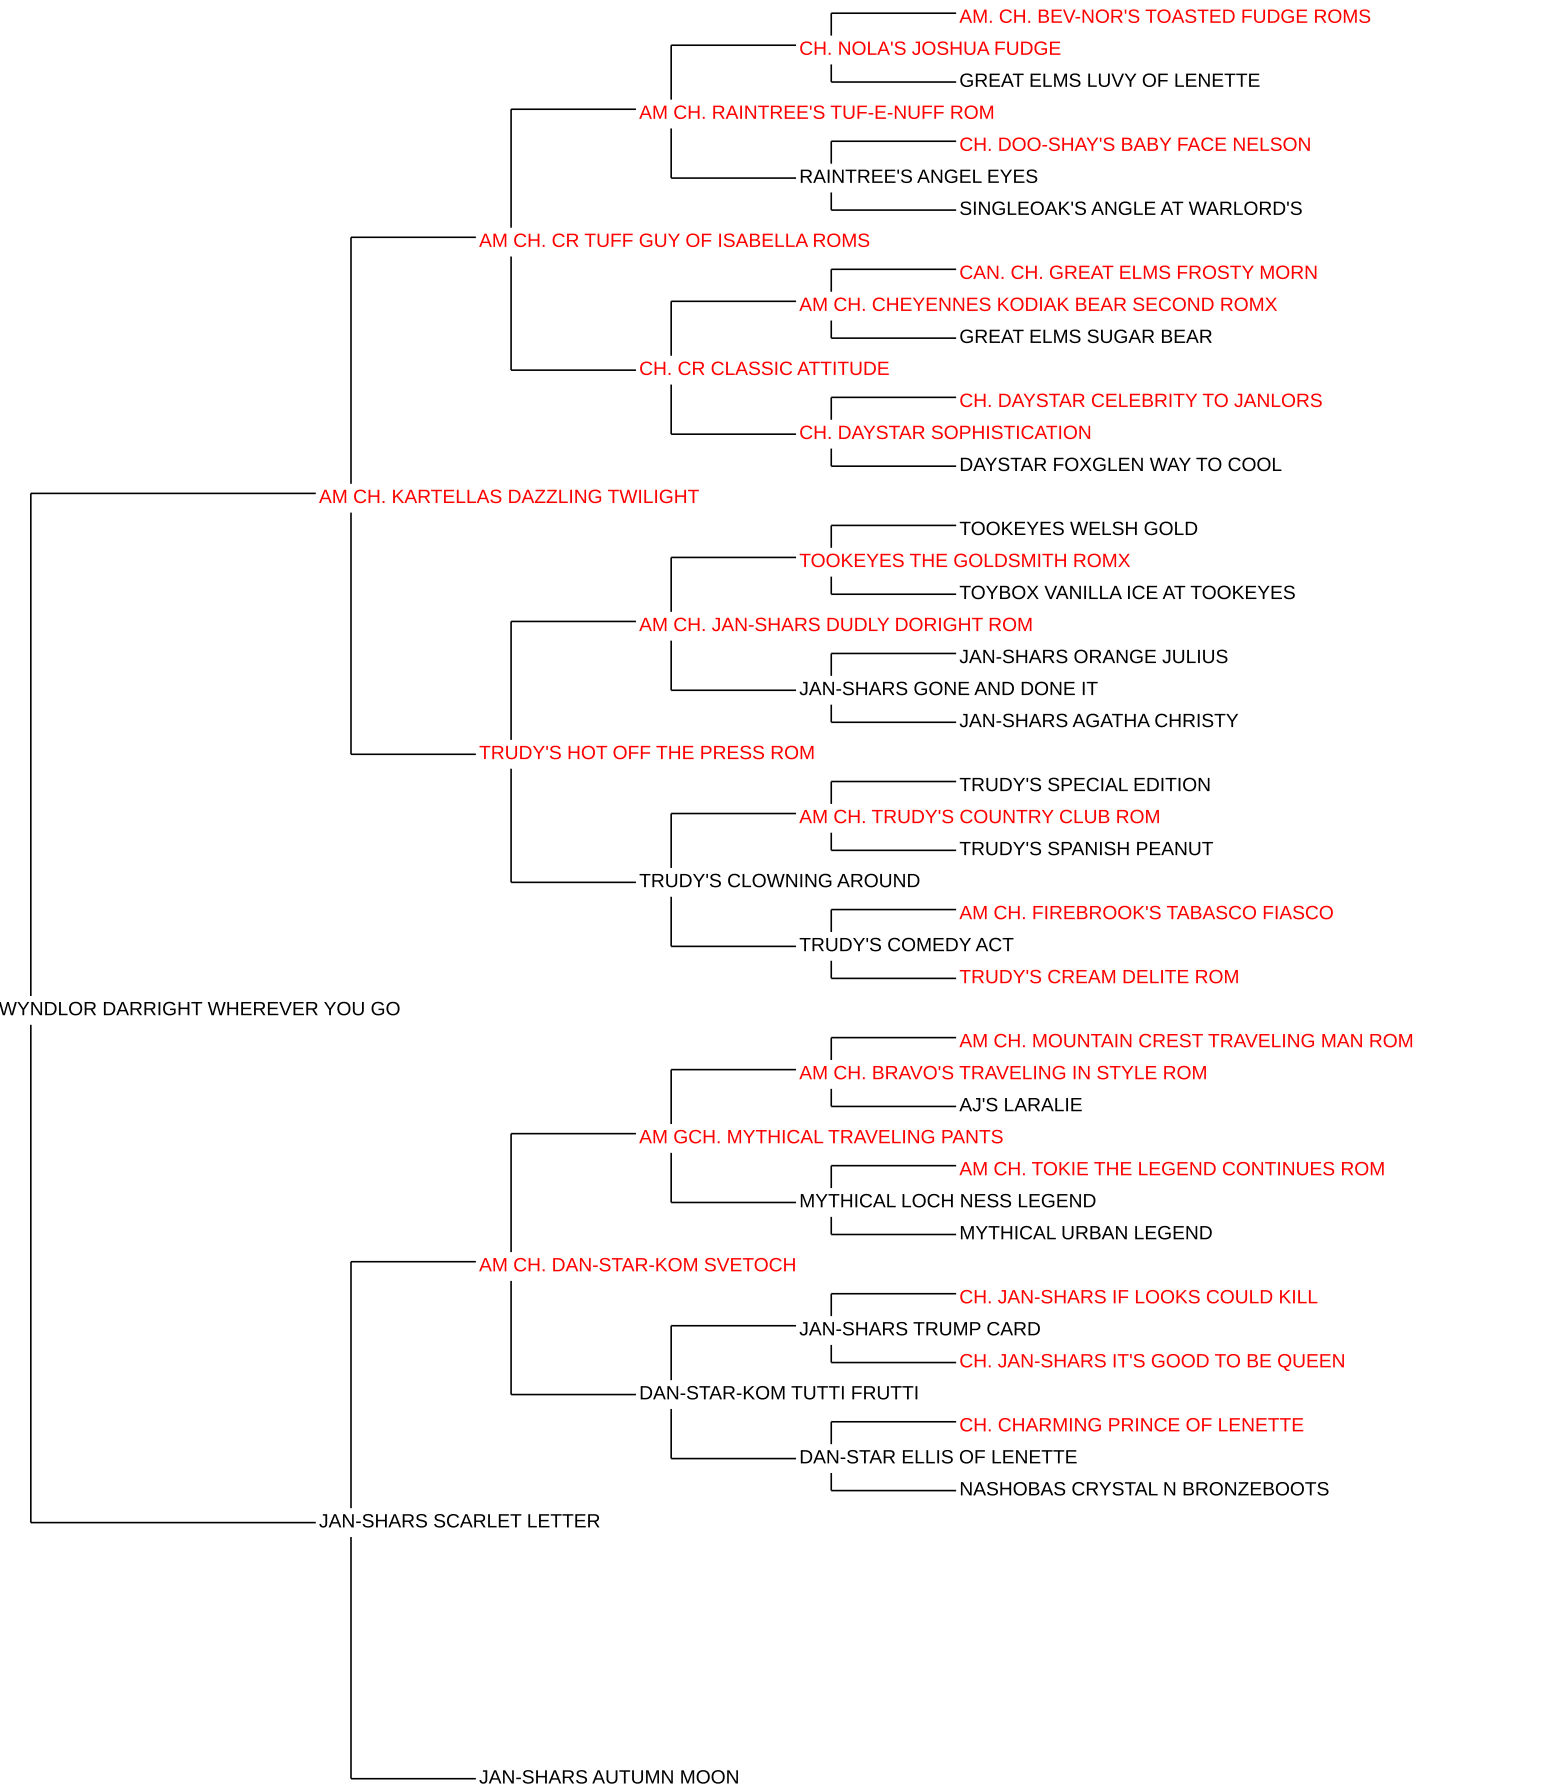 AM. CH. BEV-NOR'S TOASTED FUDGE ROMS
CH. NOLA'S JOSHUA FUDGE
GREAT ELMS LUVY OF LENETTE
AM CH. RAINTREE'S TUF-E-NUFF ROM
CH. DOO-SHAY'S BABY FACE NELSON
RAINTREE'S ANGEL EYES
SINGLEOAK'S ANGLE AT WARLORD'S
AM CH. CR TUFF GUY OF ISABELLA ROMS
CAN. CH. GREAT ELMS FROSTY MORN
AM CH. CHEYENNES KODIAK BEAR SECOND ROMX
GREAT ELMS SUGAR BEAR
CH. CR CLASSIC ATTITUDE
CH. DAYSTAR CELEBRITY TO JANLORS
CH. DAYSTAR SOPHISTICATION
DAYSTAR FOXGLEN WAY TO COOL
AM CH. KARTELLAS DAZZLING TWILIGHT
TOOKEYES WELSH GOLD
TOOKEYES THE GOLDSMITH ROMX
TOYBOX VANILLA ICE AT TOOKEYES
AM CH. JAN-SHARS DUDLY DORIGHT ROM
JAN-SHARS ORANGE JULIUS
JAN-SHARS GONE AND DONE IT
JAN-SHARS AGATHA CHRISTY
TRUDY'S HOT OFF THE PRESS ROM
TRUDY'S SPECIAL EDITION
AM CH. TRUDY'S COUNTRY CLUB ROM
TRUDY'S SPANISH PEANUT
TRUDY'S CLOWNING AROUND
AM CH. FIREBROOK'S TABASCO FIASCO
TRUDY'S COMEDY ACT
TRUDY'S CREAM DELITE ROM
WYNDLOR DARRIGHT WHEREVER YOU GO
AM CH. MOUNTAIN CREST TRAVELING MAN ROM
AM CH. BRAVO'S TRAVELING IN STYLE ROM
AJ'S LARALIE
AM GCH. MYTHICAL TRAVELING PANTS
AM CH. TOKIE THE LEGEND CONTINUES ROM
MYTHICAL LOCH NESS LEGEND
MYTHICAL URBAN LEGEND
AM CH. DAN-STAR-KOM SVETOCH
CH. JAN-SHARS IF LOOKS COULD KILL
JAN-SHARS TRUMP CARD
CH. JAN-SHARS IT'S GOOD TO BE QUEEN
DAN-STAR-KOM TUTTI FRUTTI
CH. CHARMING PRINCE OF LENETTE
DAN-STAR ELLIS OF LENETTE
NASHOBAS CRYSTAL N BRONZEBOOTS
JAN-SHARS SCARLET LETTER
JAN-SHARS AUTUMN MOON